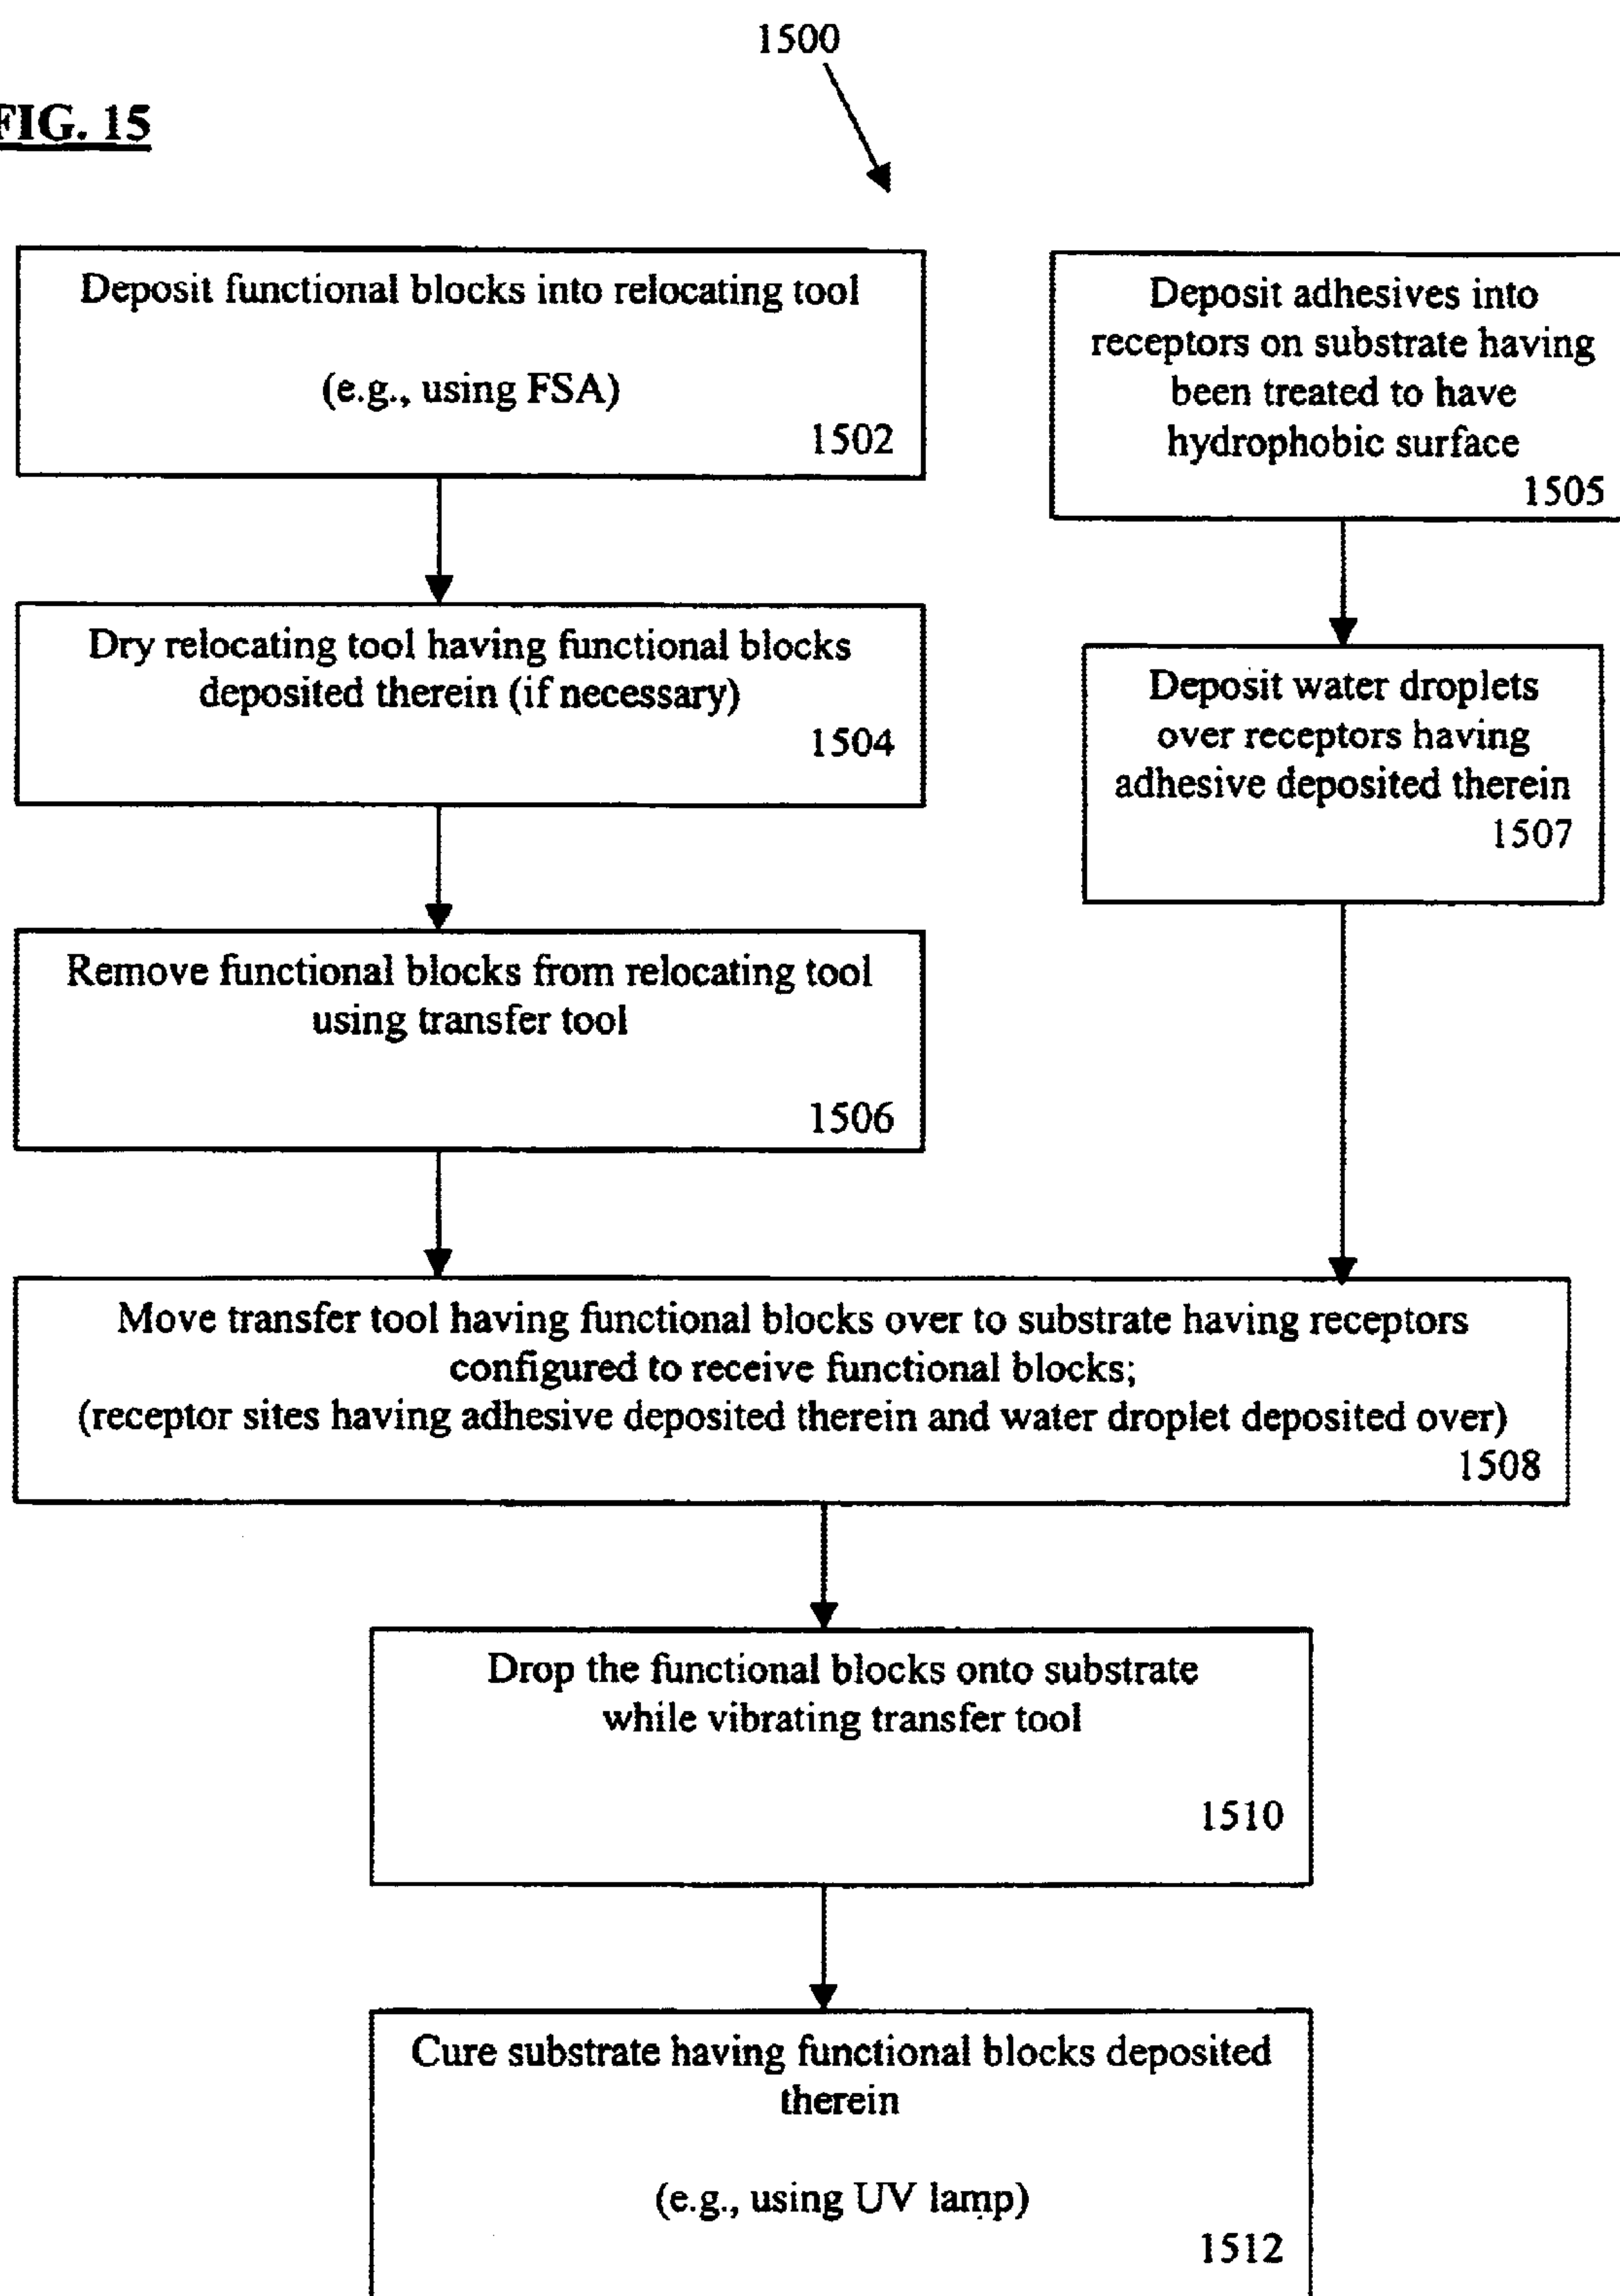 1500
FIG. 15
Deposit functional blocks into relocating tool
(e.g., using FSA)
1502
Dry relocating tool having functional blocks
deposited therein (if necessary)
1504
Remove functional blocks from relocating tool
using transfer tool
1506
Deposit adhesives into
receptors on substrate having
been treated to have
hydrophobic surface
1505
Deposit water droplets
over receptors having
adhesive deposited therein
1507
Move transfer tool having functional blocks over to substrate having receptors
configured to receive functional blocks;
(receptor sites having adhesive deposited therein and water droplet deposited over)
1508
Drop the functional blocks onto substrate
while vibrating transfer tool
1510
Cure substrate having functional blocks deposited
therein
(e.g., using UV lamp)
1512